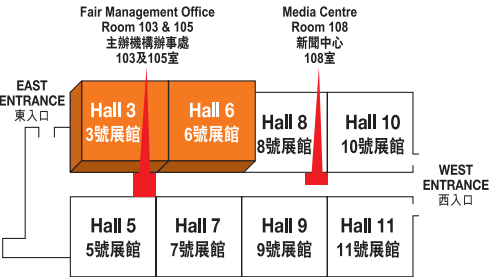 Fair Management Office
Room 103 & 105
主辦機構辦事處
103及105室
Media Centre
Room 108
新聞中心
108室
EAST
ENTRANCE
東入口
Hall 3
3號展館
Hall 6
6號展館
Hall 8
8號展館
Hall 10
10號展館
WEST
ENTRANCE
西入口
Hall 5
5號展館
Hall 7
7號展館
Hall 9
9號展館
Hall 11
11號展館